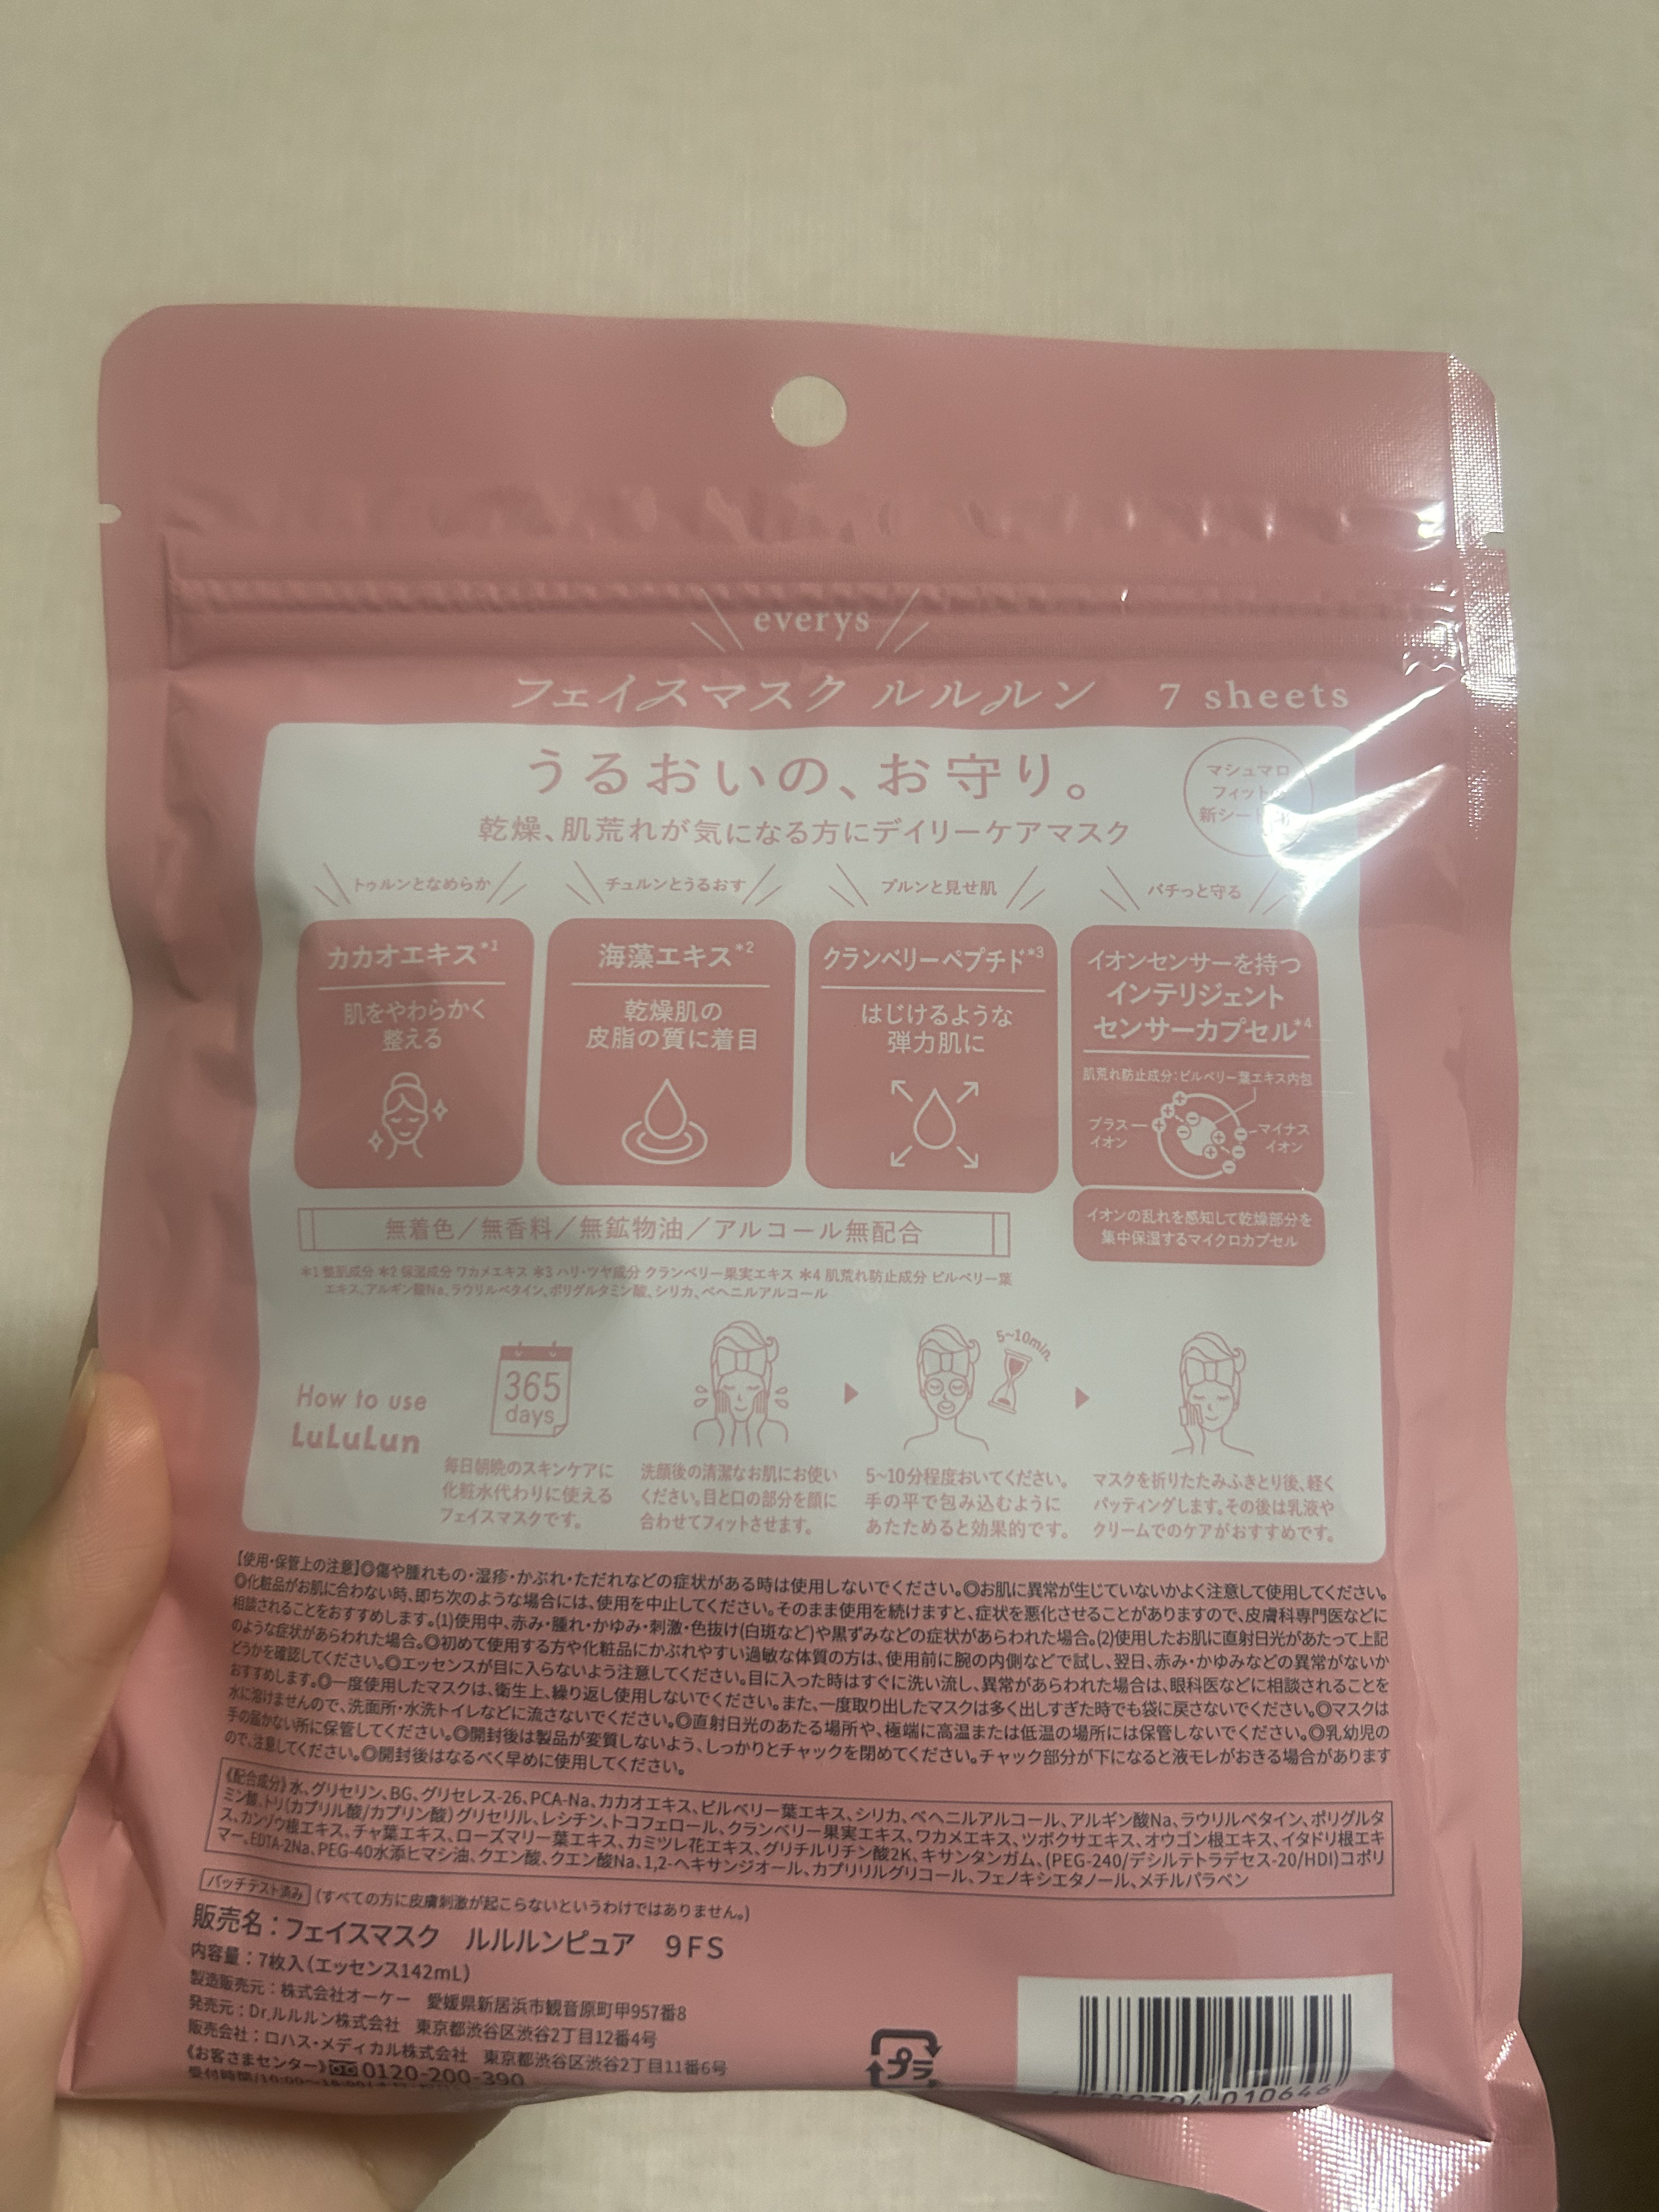 everys
フェイスマスク ルルルン 7 sheets
うるおいの、お守り。
マシュマロ
フィット
新シート
乾燥、肌荒れが気になる方にデイリーケアマスク
トゥルンとなめらか
カカオエキス*1
肌をやわらかく
整える
チュルンとうるおす
海藻エキス*2
乾燥肌の
皮脂の質に着目
プルンと見せ肌
クランベリーペプチド*3
はじけるような
弾力肌に
バチっと守る
イオンセンサーを持つ
インテリジェント
センサーカプセル*4
肌荒れ防止成分:ビルベリー葉エキス内包
プラス
イオン
マイナス
イオン
イオンの乱れを感知して乾燥部分を
集中保湿するマイクロカプセル
無着色/無香料/無鉱物油/アルコール無配合
*1 整肌成分 *2 保湿成分 ワカメエキス *3 ハリ・ツヤ成分 クランベリー果実エキス *4 肌荒れ防止成分 ビルベリー葉
エキス、アルギン酸Na、ラウリルベタイン、ポリグルタミン酸、シリカ、ベヘニルアルコール
How to use
LuLuLun
365
days
毎日朝晩のスキンケアに
化粧水代わりに使える
フェイスマスクです。
洗顔後の清潔なお肌にお使い
ください。目と口の部分を顔に
合わせてフィットさせます。
5~10min.
5~10分程度おいてください。
手の平で包み込むように
あたためると効果的です。
マスクを折りたたみふきとり後、軽く
パッティングします。その後は乳液や
クリームでのケアがおすすめです。
【使用・保管上の注意】◎傷や腫れもの・湿疹・かぶれ・ただれなどの症状がある時は使用しないでください。◎お肌に異常が生じていないかよく注意して使用してください。
◎化粧品がお肌に合わない時、即ち次のような場合には、使用を中止してください。そのまま使用を続けますと、症状を悪化させることがありますので、皮膚科専門医などに
相談されることをおすすめします。(1)使用中、赤み・腫れ・かゆみ・刺激・色抜け(白斑など)や黒ずみなどの症状があらわれた場合。(2)使用したお肌に直射日光があたって上記
のような症状があらわれた場合。◎初めて使用する方や化粧品にかぶれやすい過敏な体質の方は、使用前に腕の内側などで試し、翌日、赤み・かゆみなどの異常がないか
どうかを確認してください。◎エッセンスが目に入らないよう注意してください。目に入った時はすぐに洗い流し、異常があらわれた場合は、眼科医などに相談されることを
おすすめします。◎一度使用したマスクは、衛生上、繰り返し使用しないでください。また、一度取り出したマスクは多く出しすぎた時でも袋に戻さないでください。◎マスクは
水に溶けませんので、洗面所・水洗トイレなどに流さないでください。◎直射日光のあたる場所や、極端に高温または低温の場所には保管しないでください。◎乳幼児の
手の届かない所に保管してください。◎開封後は製品が変質しないよう、しっかりとチャックを閉めてください。チャック部分が下になると液モレがおきる場合があります
ので、注意してください。◎開封後はなるべく早めに使用してください。
《配合成分》水、グリセリン、BG、グリセレス-26、PCA-Na、カカオエキス、ビルベリー葉エキス、シリカ、ベヘニルアルコール、アルギン酸Na、ラウリルベタイン、ポリグルタ
ミン酸、トリ(カプリル酸/カプリン酸)グリセリル、レシチン、トコフェロール、クランベリー果実エキス、ワカメエキス、ツボクサエキス、オウゴン根エキス、イタドリ根エキ
ス、カンゾウ根エキス、チャ葉エキス、ローズマリー葉エキス、カミツレ花エキス、グリチルリチン酸2K、キサンタンガム、(PEG-240/デシルテトラデセス-20/HDI)コポリ
マー、EDTA-2Na、PEG-40水添ヒマシ油、クエン酸、クエン酸Na、1,2-ヘキサンジオール、カプリリルグリコール、フェノキシエタノール、メチルパラベン
パッチテスト済み (すべての方に皮膚刺激が起こらないというわけではありません。)
販売名:フェイスマスク ルルルンピュア 9FS
内容量:7枚入(エッセンス142mL)
製造販売元:株式会社オーケー 愛媛県新居浜市観音原町甲957番8
発売元:Dr.ルルルン株式会社 東京都渋谷区渋谷2丁目12番4号
販売会社:ロハス・メディカル株式会社 東京都渋谷区渋谷2丁目11番6号
《お客さまセンター》0120-200-390
プラ
010646